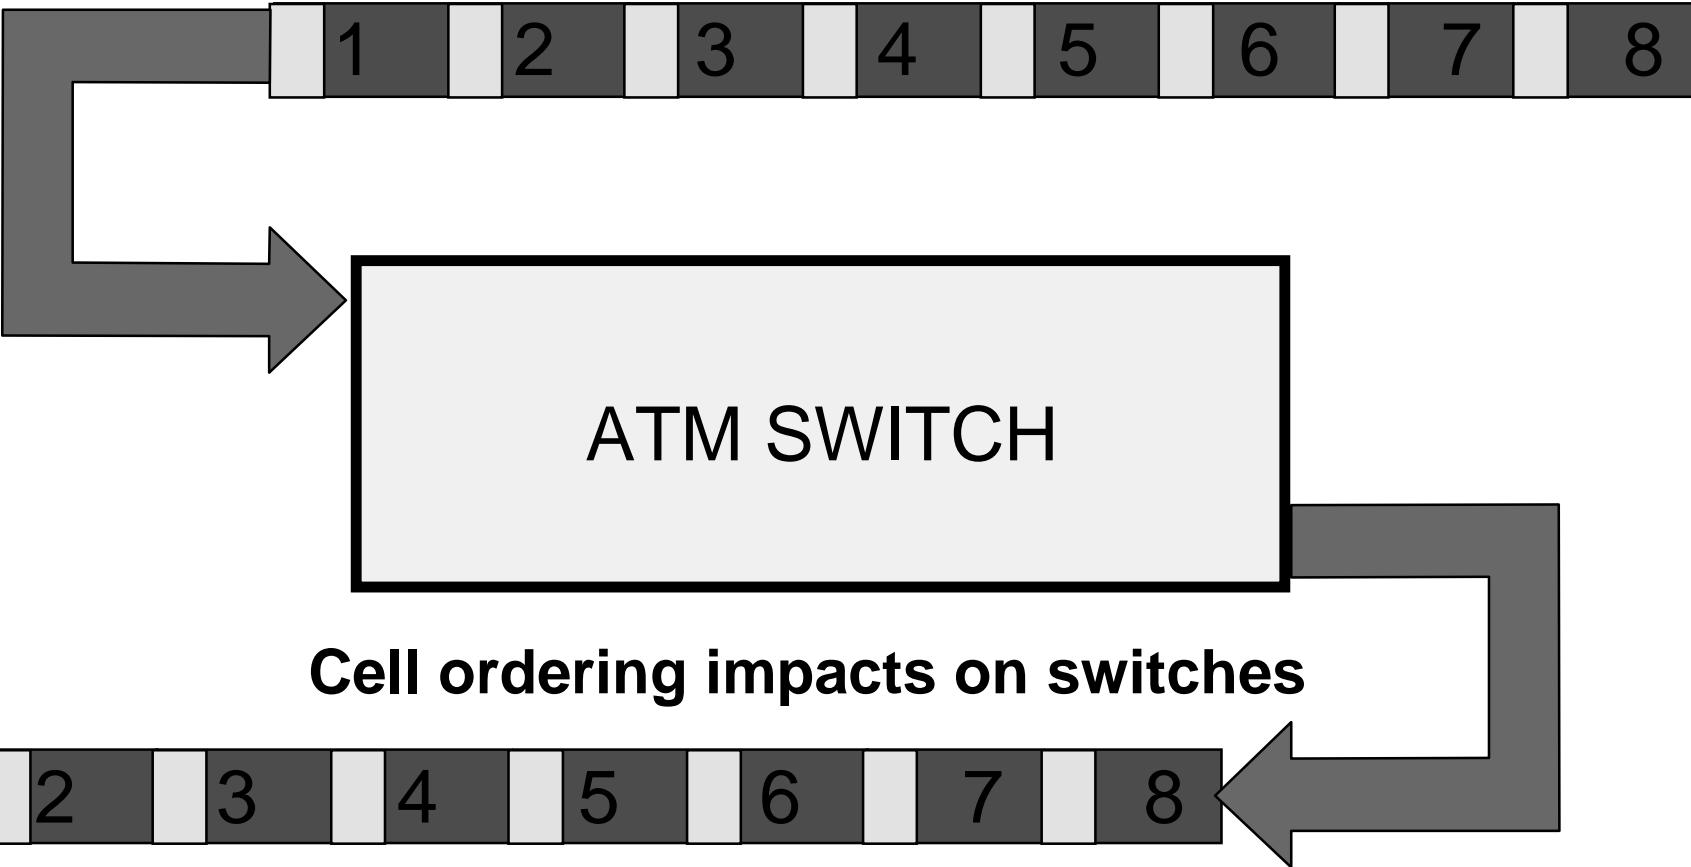 1 2 3 4 5 6 7 8
ATM SWITCH
Cell ordering impacts on switches
2 3 4 5 6 7 8